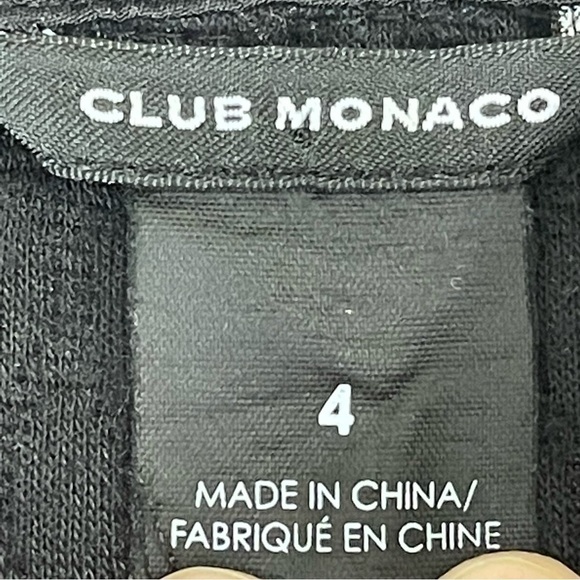 CLUB MONACO
4
MADE IN CHINA/
FABRIQUÉ EN CHINE